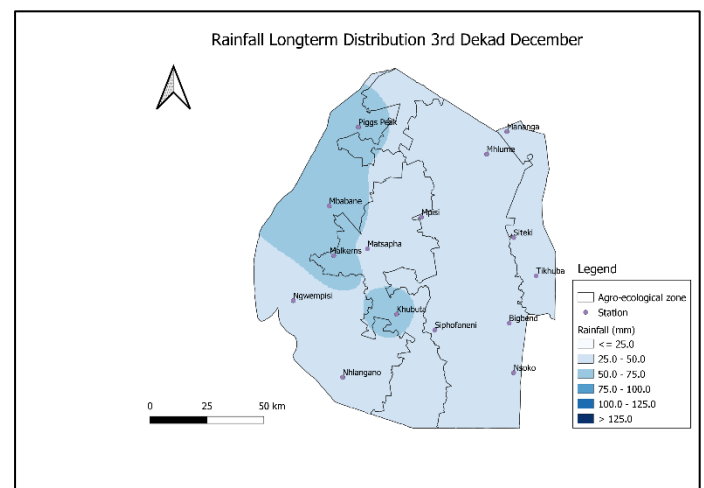 Rainfall Longterm Distribution 3rd Dekad December
Piggs Peak
Mananga
Mhlume
Mbabane
Mpisi
Siteki
Malkerns
Matsapha
Tikhuba
Ngwempisi
Khubuta
Siphofaneni
Bigbend
Nhlangano
Nsoko
Legend
Agro-ecological zone
Station
Rainfall (mm)
<= 25.0
25.0 - 50.0
50.0 - 75.0
75.0 - 100.0
100.0 - 125.0
> 125.0
0 25 50 km